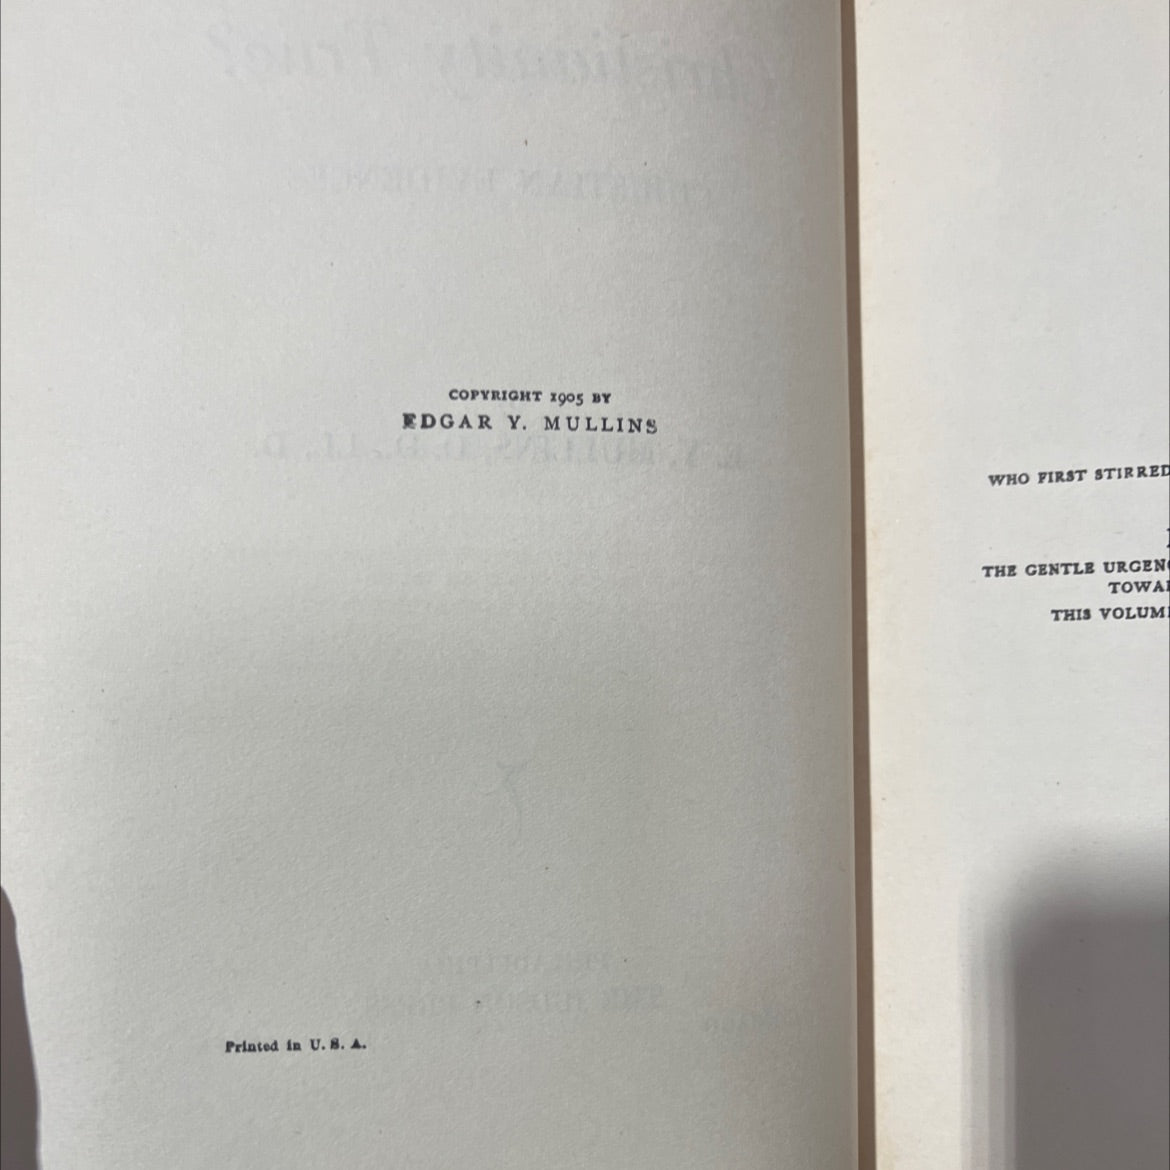 COPYRIGHT 1905 BY
EDGAR Y. MULLINS
Printed in U. S. A.
WHO FIRST STIRRED
THE GENTLE URGEN
TOWA
THIS VOLUM